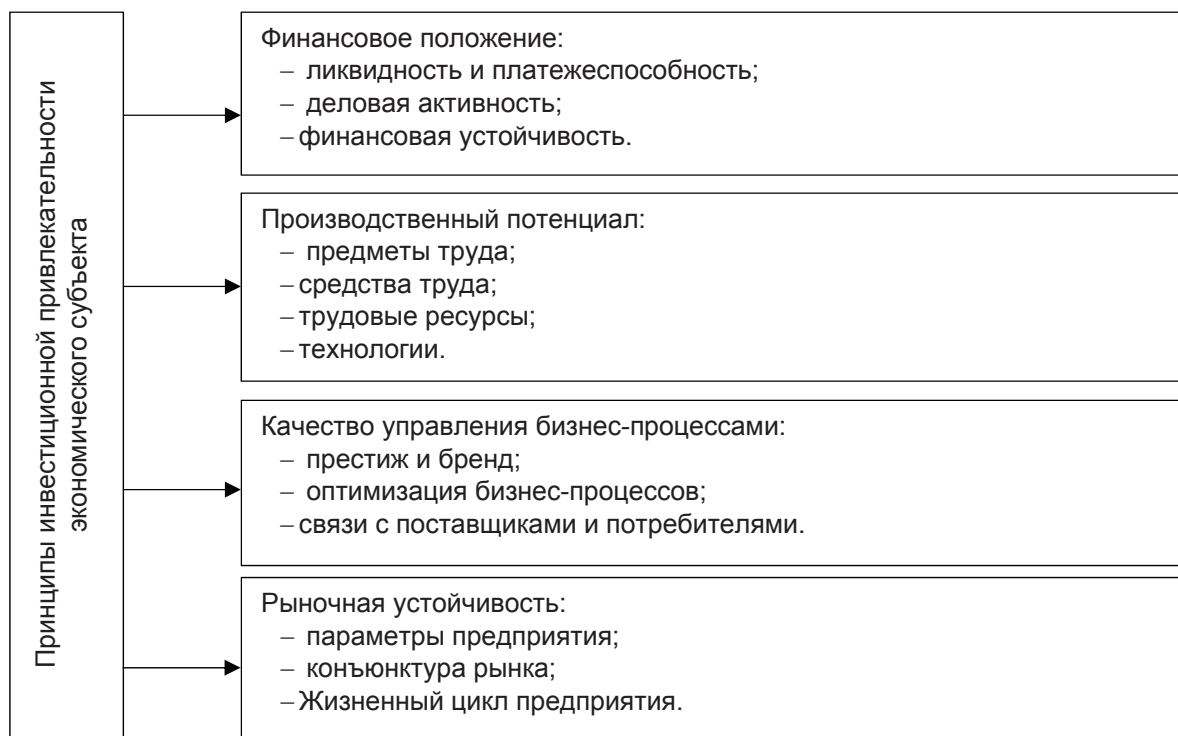 Принципы инвестиционной привлекательности
экономического субъекта
Финансовое положение:
– ликвидность и платежеспособность;
– деловая активность;
– финансовая устойчивость.
Производственный потенциал:
– предметы труда;
– средства труда;
– трудовые ресурсы;
– технологии.
Качество управления бизнес-процессами:
– престиж и бренд;
– оптимизация бизнес-процессов;
– связи с поставщиками и потребителями.
Рыночная устойчивость:
– параметры предприятия;
– конъюнктура рынка;
– Жизненный цикл предприятия.